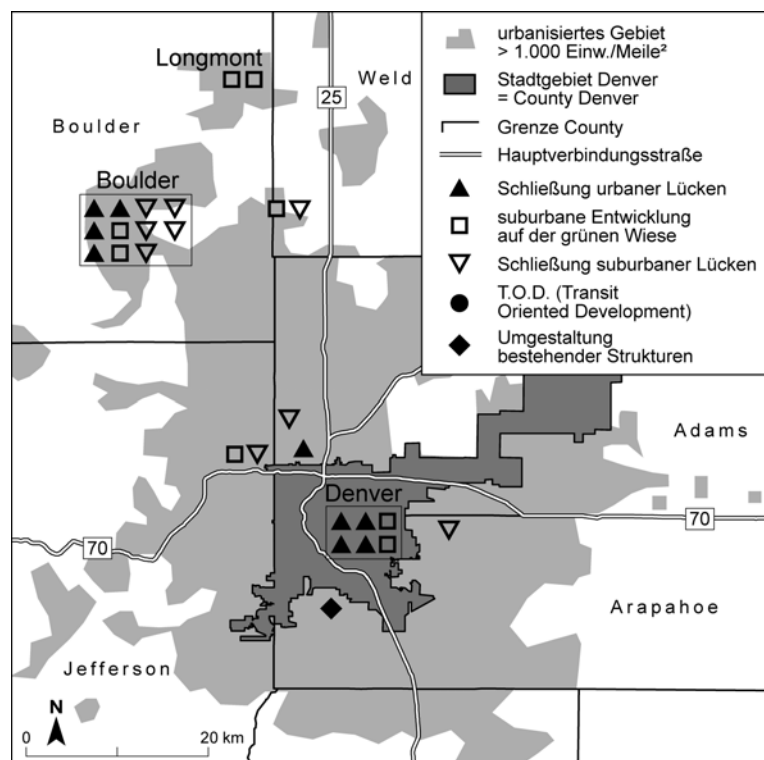 Longmont
Weld
25
Boulder
Boulder
urbanisiertes Gebiet
> 1.000 Einw./Meile²
Stadtgebiet Denver
= County Denver
Grenze County
Hauptverbindungsstraße
Schließung urbaner Lücken
suburbane Entwicklung
auf der grünen Wiese
Schließung suburbaner Lücken
T.O.D. (Transit
Oriented Development)
Umgestaltung
bestehender Strukturen
Adams
Denver
70
70
Arapahoe
Jefferson
N
0 20 km